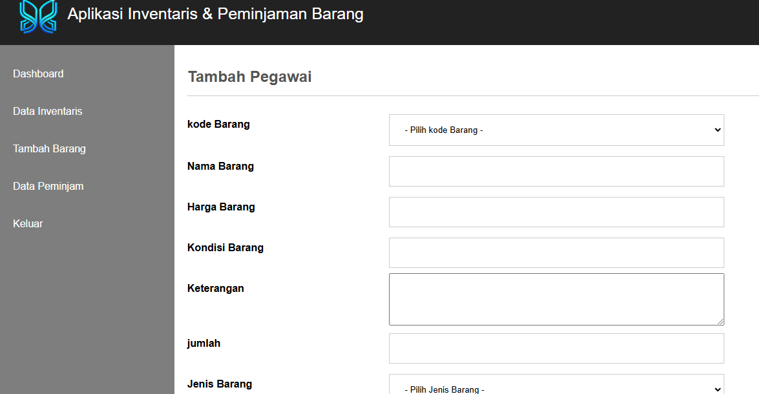 Aplikasi Inventaris & Peminjaman Barang
Dashboard
Data Inventaris
Tambah Barang
Data Peminjam
Keluar
Tambah Pegawai
kode Barang
- Pilih kode Barang -
Nama Barang
Harga Barang
Kondisi Barang
Keterangan
jumlah
Jenis Barang
- Pilih Jenis Barang -